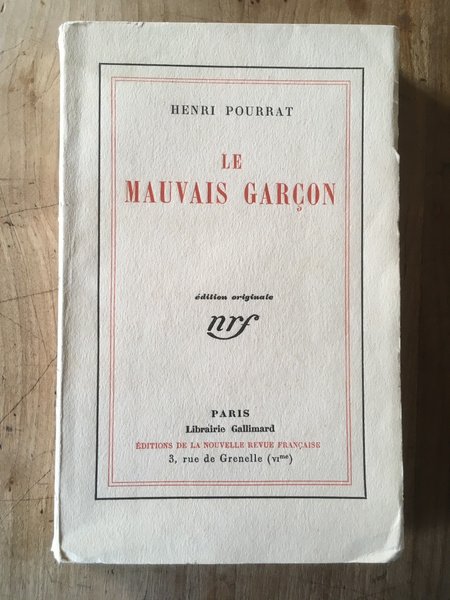 HENRI POURRAT
LE
MAUVAIS GARÇON
édition originale
nrf
PARIS
Librairie Gallimard
ÉDITIONS DE LA NOUVELLE REVUE FRANÇAISE
3, rue de Grenelle (VIme)